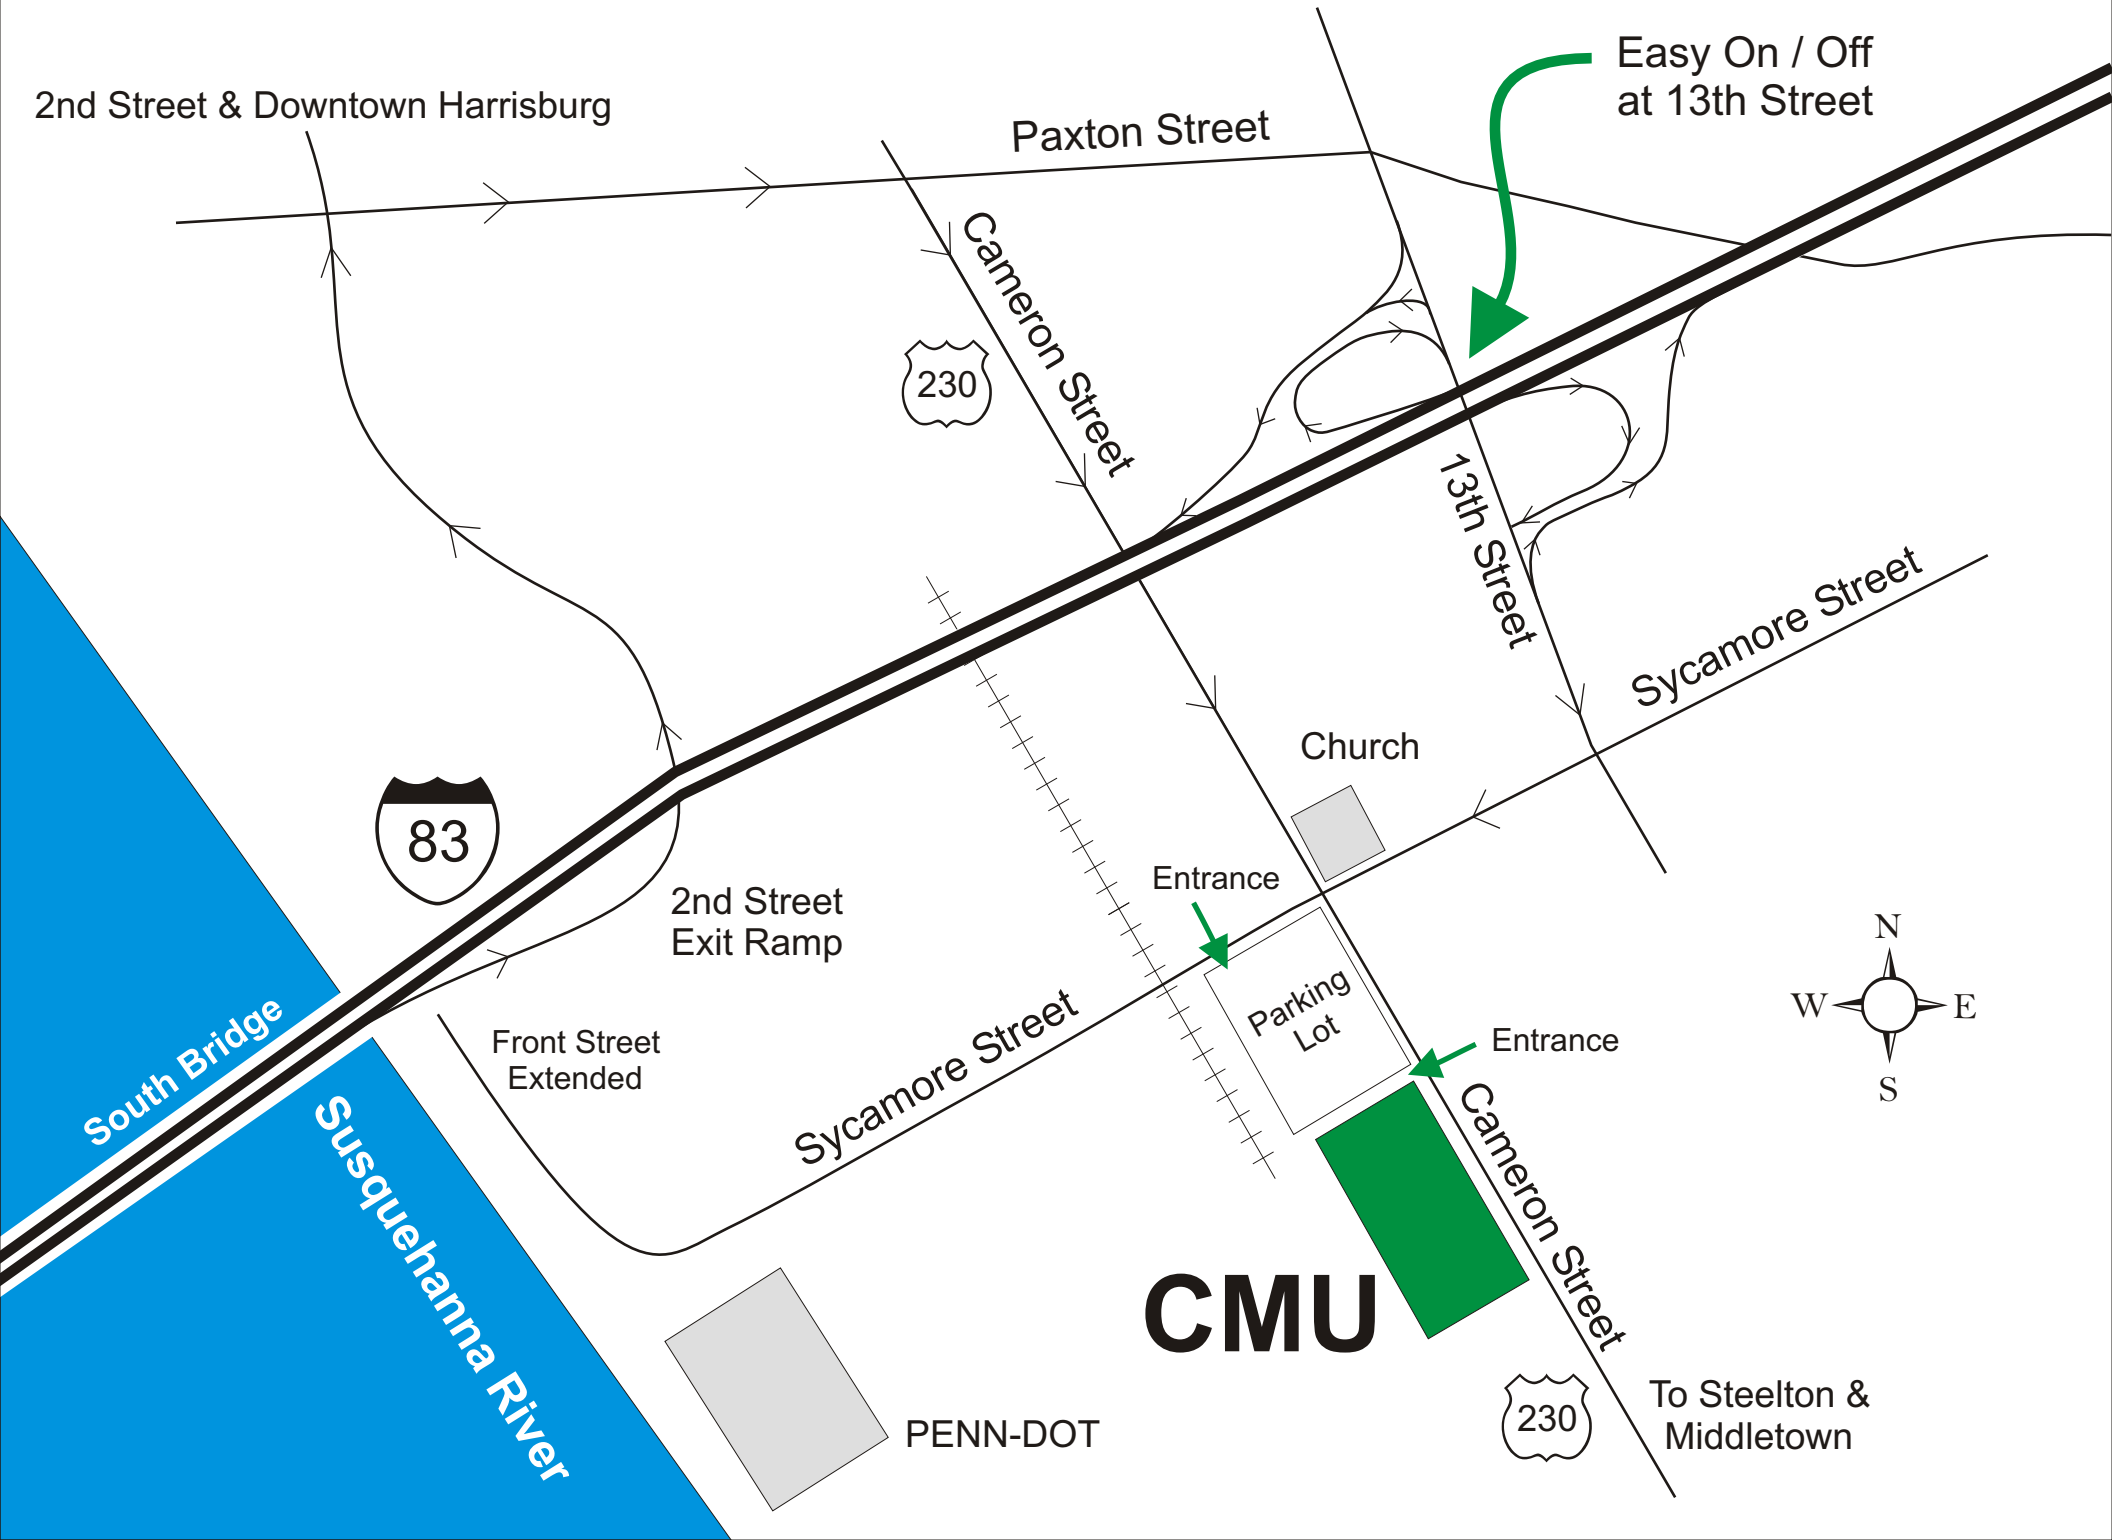 Easy On / Off
at 13th Street
2nd Street & Downtown Harrisburg
Paxton Street
Cameron Street
230
13th Street
Sycamore Street
Church
83
Entrance
2nd Street
Exit Ramp
N
W
E
S
South Bridge
Front Street
Extended
Sycamore Street
Parking
Lot
Entrance
Susquehanna River
Cameron Street
CMU
230
To Steelton &
Middletown
PENN-DOT